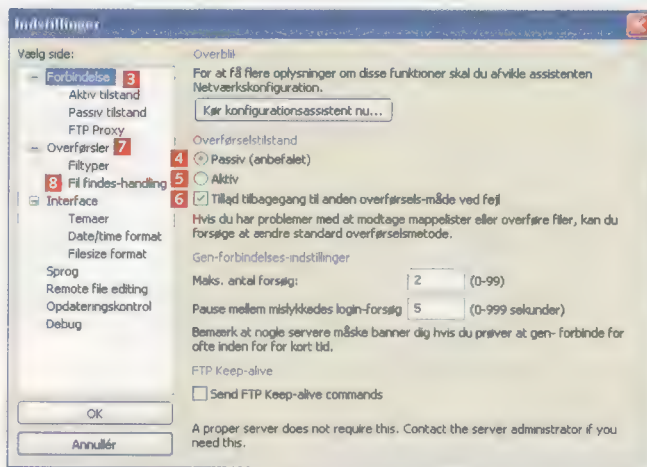 Indstillinger
Vælg side:
Forbindelse 3
Aktiv tilstand
Passiv tilstand
FTP Proxy
Overførsler 7
Filtyper
8 Fil findes-handling
Interface
Temaer
Date/time format
Filesize format
Sprog
Remote file editing
Opdateringskontrol
Debug
OK
Annullér
Overblik
For at få flere oplysninger om disse funktioner skal du afvikle assistenten
Netværkskonfiguration.
Kør konfigurationsassistent nu...
Overførselstilstand
4 Passiv (anbefalet)
5 Aktiv
6 Tillad tilbagegang til anden overførsels-måde ved fejl
Hvis du har problemer med at modtage mappelister eller overføre filer, kan du
forsøge at ændre standard overførselsmetode.
Gen-forbindelses-indstillinger
Maks. antal forsøg: 2 (0-99)
Pause mellem mislykkedes login-forsøg 5 (0-999 sekunder)
Bemærk at nogle servere måske banner dig hvis du prøver at gen- forbinde for
ofte inden for for kort tid.
FTP Keep-alive
Send FTP Keep-alive commands
A proper server does not require this. Contact the server administrator if you
need this.